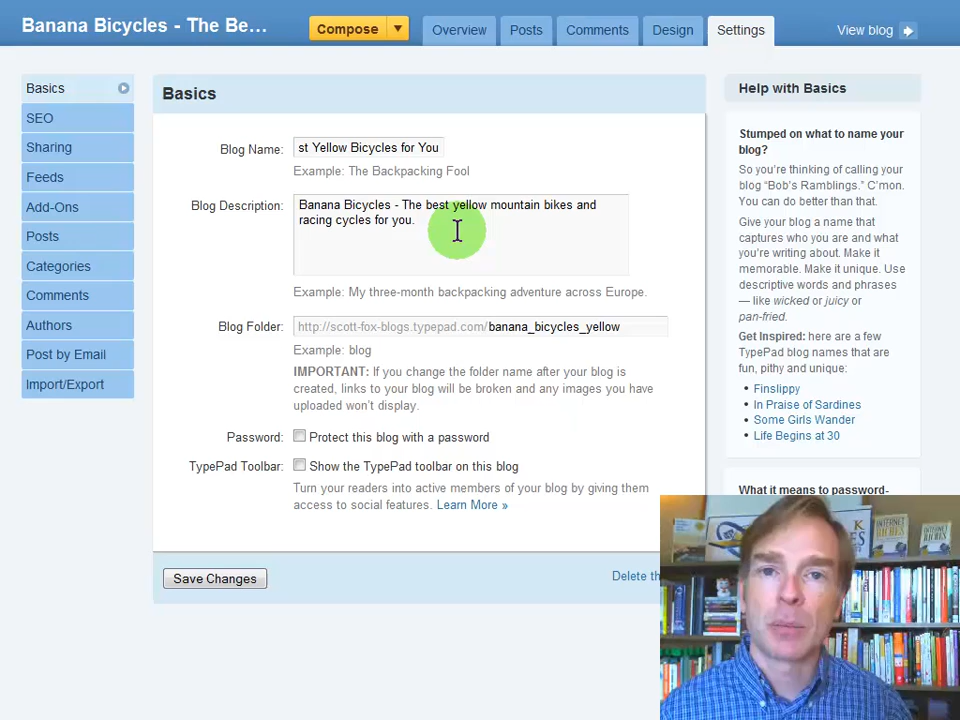 Banana Bicycles - The Be...
Compose
Overview
Posts
Comments
Design
Settings
View blog
Basics
SEO
Sharing
Feeds
Add-Ons
Posts
Categories
Comments
Authors
Post by Email
Import/Export
Basics
Blog Name: st Yellow Bicycles for You
Example: The Backpacking Fool
Blog Description: Banana Bicycles - The best yellow mountain bikes and
racing cycles for you.
Example: My three-month backpacking adventure across Europe.
Blog Folder: http://scott-fox-blogs.typepad.com/banana_bicycles_yellow
Example: blog
IMPORTANT: If you change the folder name after your blog is
created, links to your blog will be broken and any images you have
uploaded won't display.
Password: Protect this blog with a password
TypePad Toolbar: Show the TypePad toolbar on this blog
Turn your readers into active members of your blog by giving them
access to social features. Learn More »
Save Changes
Delete th
Help with Basics
Stumped on what to name your
blog?
So you're thinking of calling your
blog "Bob's Ramblings." C'mon.
You can do better than that.
Give your blog a name that
captures who you are and what
you're writing about. Make it
memorable. Make it unique. Use
descriptive words and phrases
— like wicked or juicy or
pan-fried.
Get Inspired: here are a few
TypePad blog names that are
fun, pithy and unique:
• Finslippy
• In Praise of Sardines
• Some Girls Wander
• Life Begins at 30
What it means to password-
INTERNET
RICHES